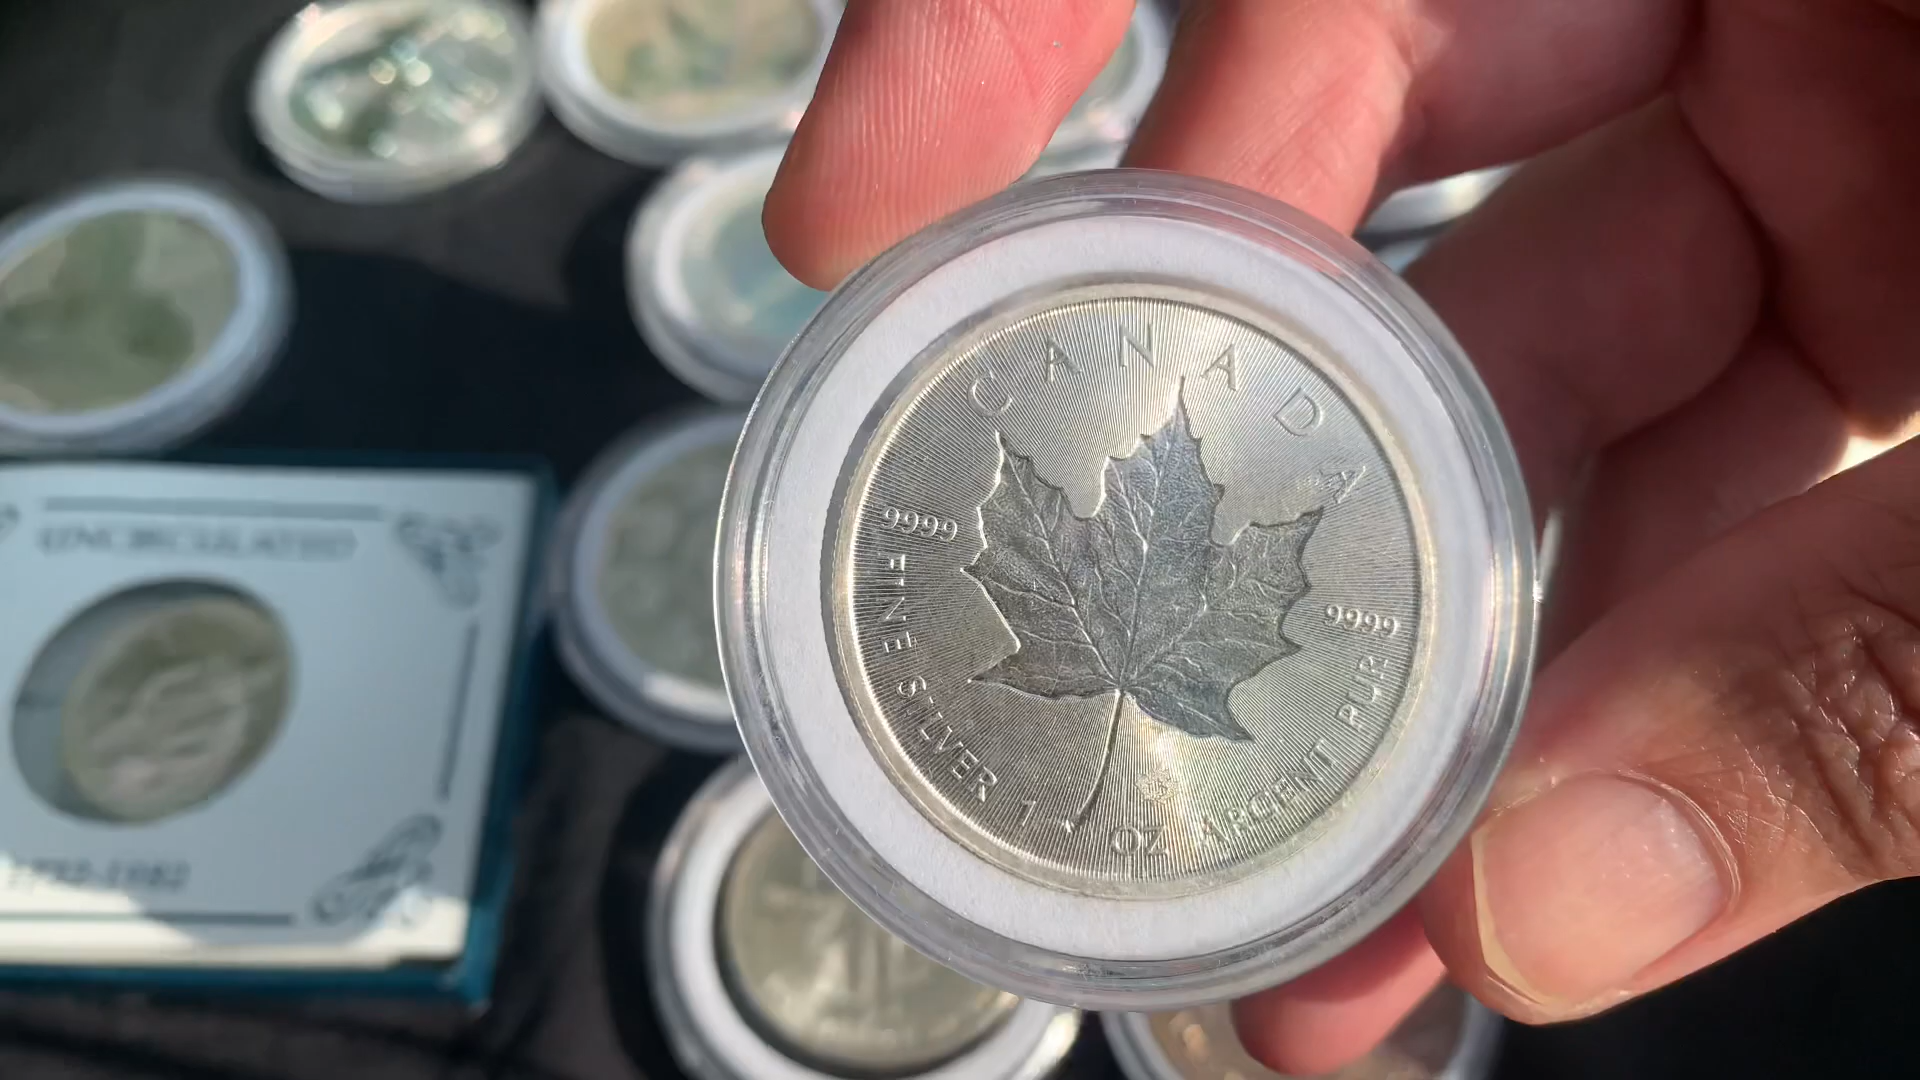 CANADA
9999
9999
FINE SILVER 1 OZ ARGENT PUR
UNCIRCULATED